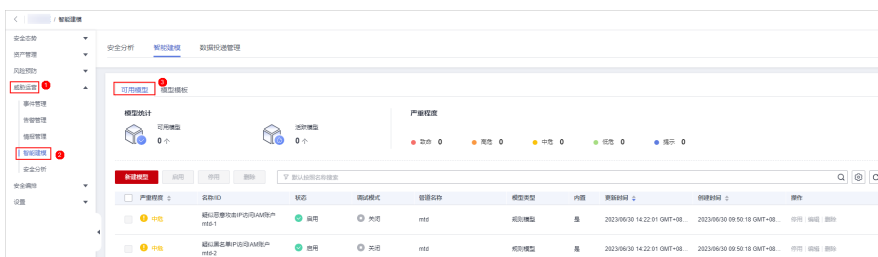 / 智能建模
安全态势
资产管理
风险预防
威胁运营 1
事件管理
告警管理
情报管理
智能建模 2
安全分析
安全编排
设置
安全分析 智能建模 数据投递管理
3
可用模型 模型模板
模型统计
可用模型
0 个
活跃模型
0 个
严重程度
致命 0 高危 0 中危 0 低危 0 提示 0
新建模型 启用 停用 删除 默认按照名称搜索
严重程度 名称/ID 状态 调试模式 管道名称 模型类型 内置 更新时间 创建时间 操作
中危 疑似恶意攻击IP访问IAM账户 启用 关闭 mtd 规则模型 是 2023/06/30 14:22:01 GMT+08... 2023/06/30 09:50:18 GMT+08... 停用 编辑 删除
mtd-1
中危 疑似黑名单IP访问IAM账户 启用 关闭 mtd 规则模型 是 2023/06/30 14:22:01 GMT+08... 2023/06/30 09:50:18 GMT+08... 停用 编辑 删除
mtd-2